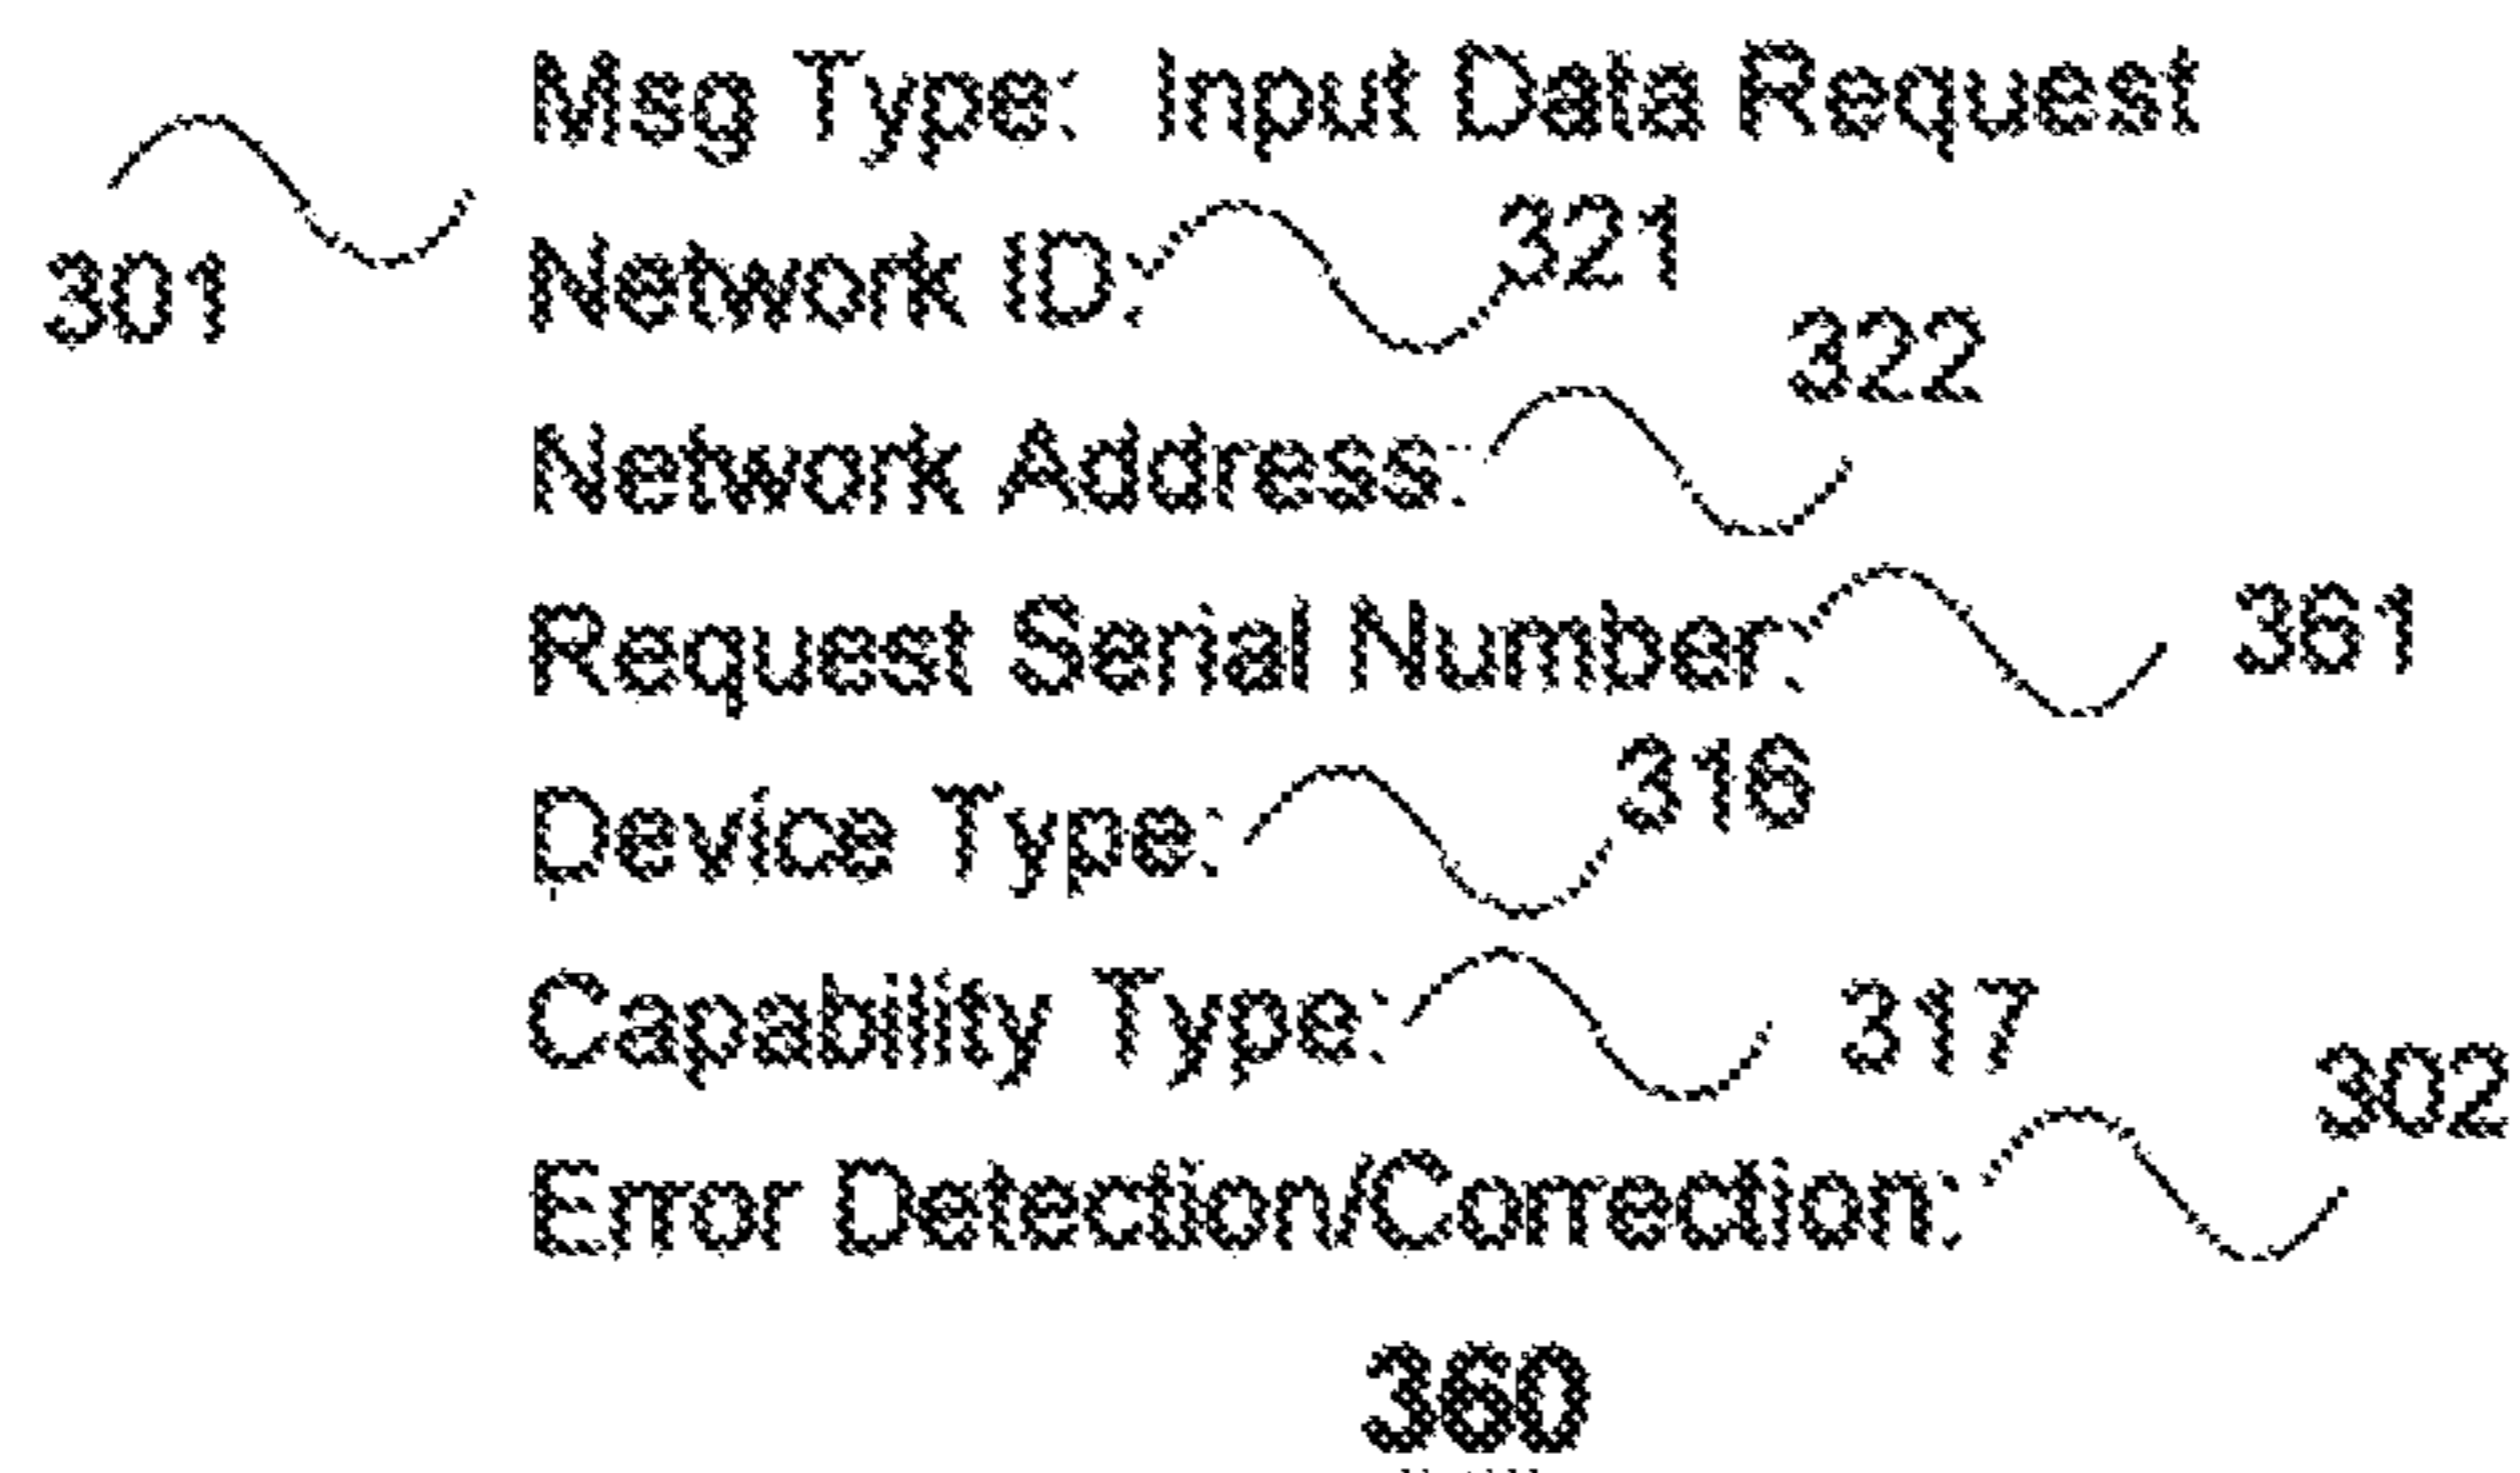 Msg Type: Input Data Request
301
Network ID: 321
322
Network Address:
Request Serial Number: 361
Device Type: 316
Capability Type: 317
302
Error Detection/Correction:
360